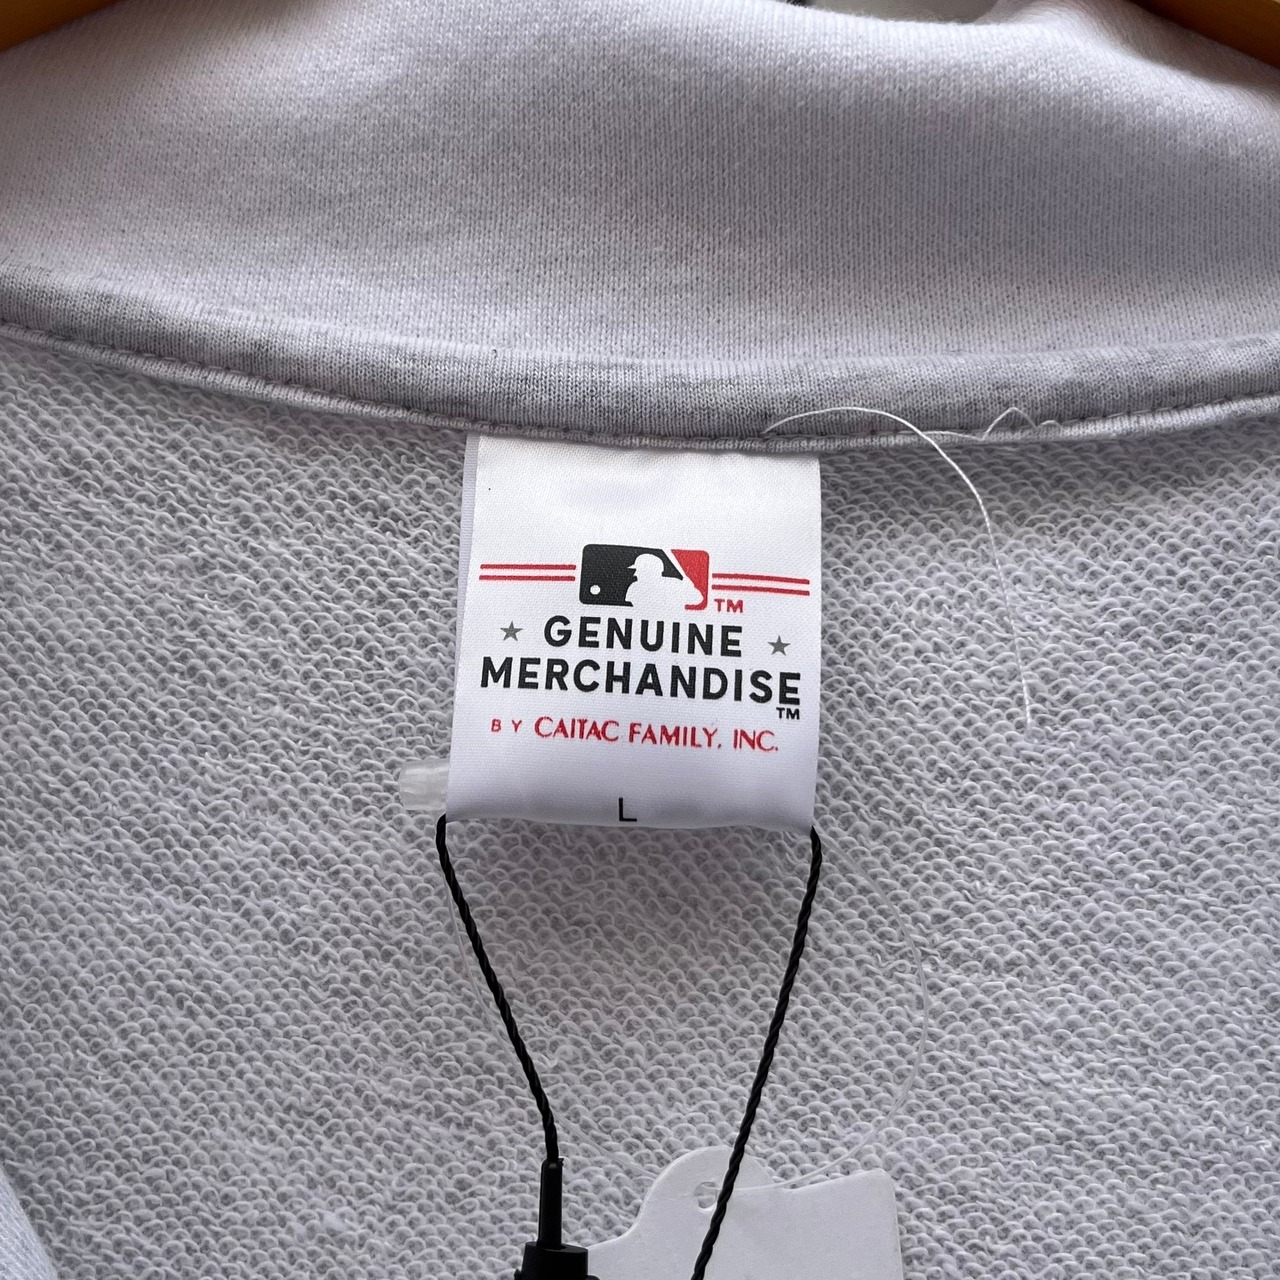 TM
★ GENUINE ★
MERCHANDISE
TM
BY CAITAC FAMILY, INC.
L